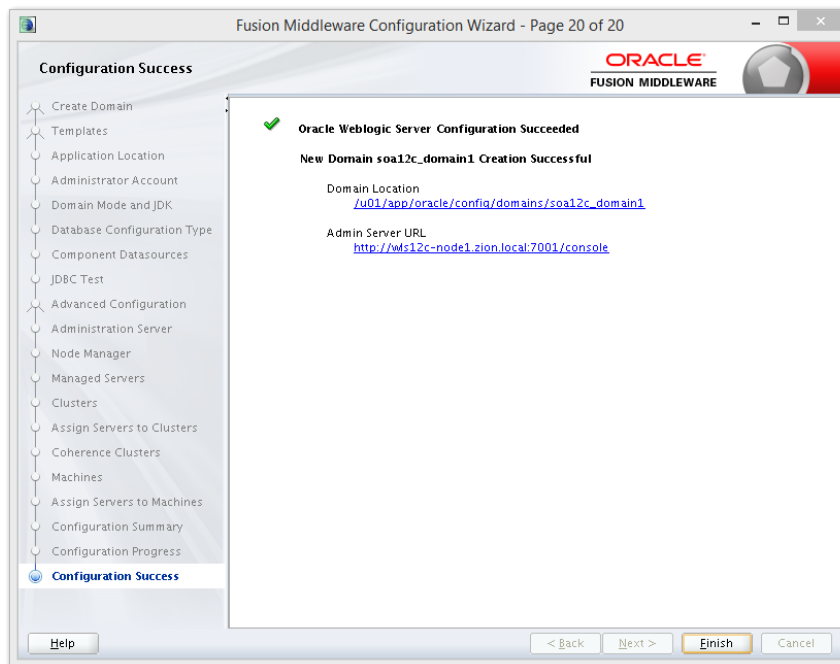 Fusion Middleware Configuration Wizard - Page 20 of 20
Configuration Success
ORACLE
FUSION MIDDLEWARE
Create Domain
Templates
Application Location
Administrator Account
Domain Mode and JDK
Database Configuration Type
Component Datasources
JDBC Test
Advanced Configuration
Administration Server
Node Manager
Managed Servers
Clusters
Assign Servers to Clusters
Coherence Clusters
Machines
Assign Servers to Machines
Configuration Summary
Configuration Progress
Configuration Success
Oracle Weblogic Server Configuration Succeeded
New Domain soa12c_domain1 Creation Successful
Domain Location
/u01/app/oracle/config/domains/soa12c_domain1
Admin Server URL
http://wls12c-node1.zion.local:7001/console
Help
< Back
Next >
Finish
Cancel